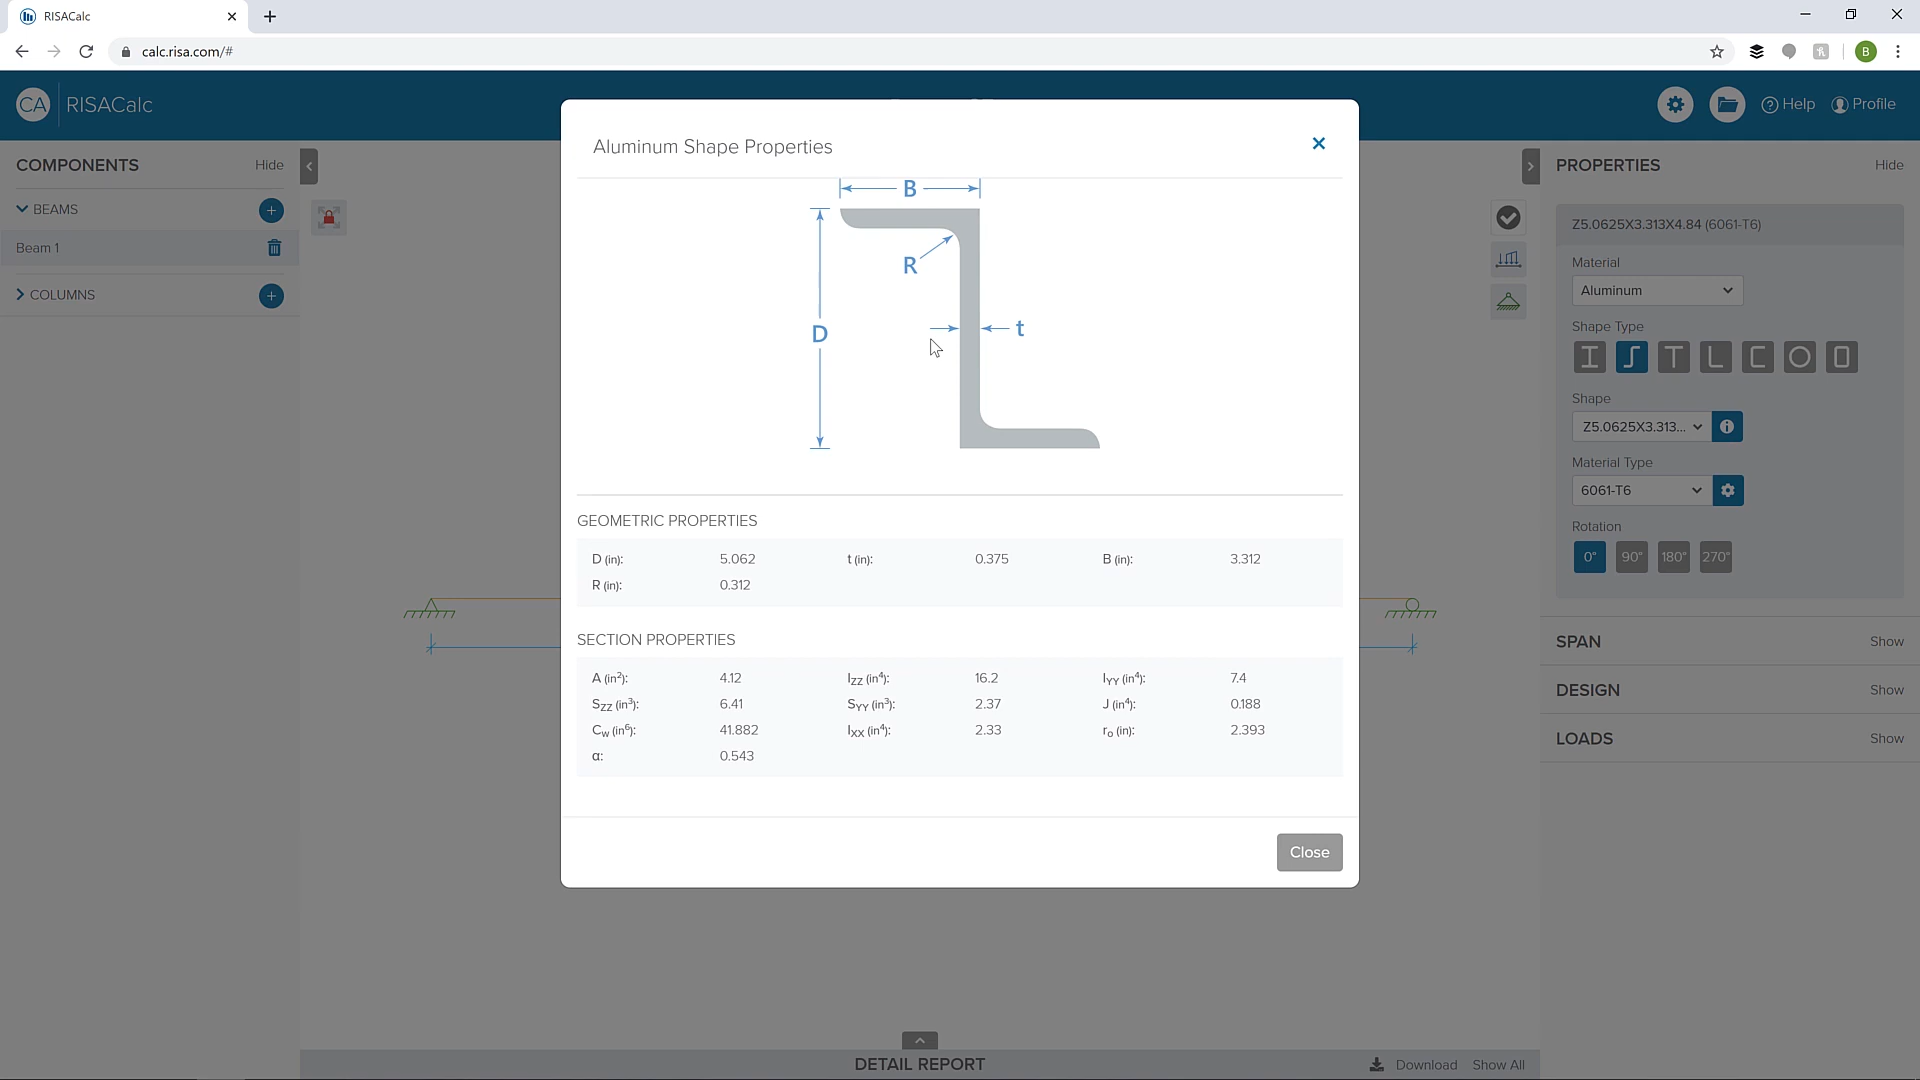 RISACalc
calc.risa.com/#
B
CA RISACalc
Help Profile
COMPONENTS Hide
BEAMS
Beam 1
COLUMNS
Aluminum Shape Properties
B
R
D
t
GEOMETRIC PROPERTIES
D (in): 5.062 t (in): 0.375 B (in): 3.312
R (in): 0.312
SECTION PROPERTIES
A (in²): 4.12 Izz (in⁴): 16.2 Iyy (in⁴): 7.4
Szz (in³): 6.41 Syy (in³): 2.37 J (in⁴): 0.188
Cw (in⁶): 41.882 Ixx (in⁴): 2.33 ro (in): 2.393
α: 0.543
Close
PROPERTIES Hide
Z5.0625X3.313X4.84 (6061-T6)
Material
Aluminum
Shape Type
Shape
Z5.0625X3.313...
Material Type
6061-T6
Rotation
0° 90° 180° 270°
SPAN Show
DESIGN Show
LOADS Show
DETAIL REPORT Download Show All